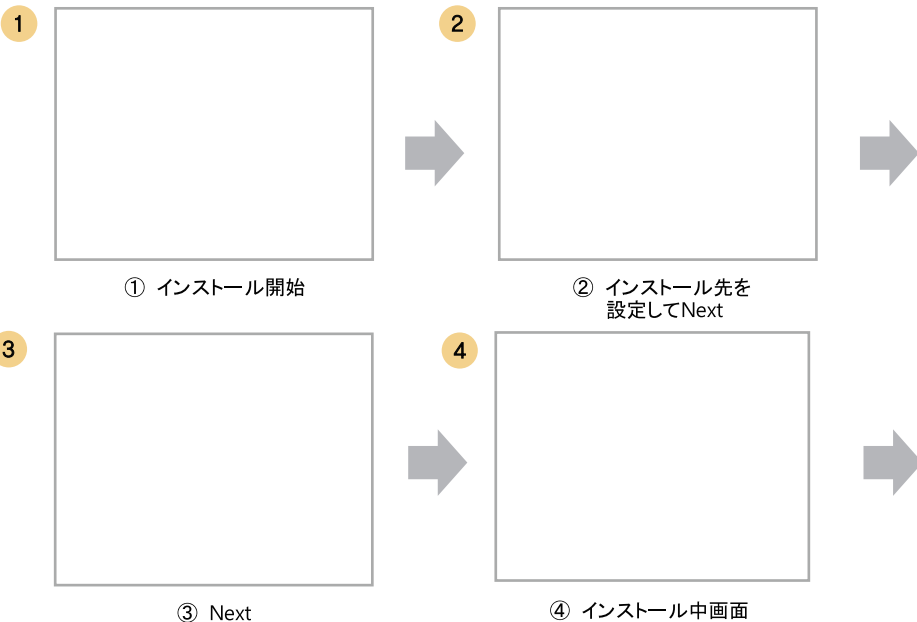 1
2
① インストール開始
② インストール先を
設定してNext
3
4
③ Next
④ インストール中画面